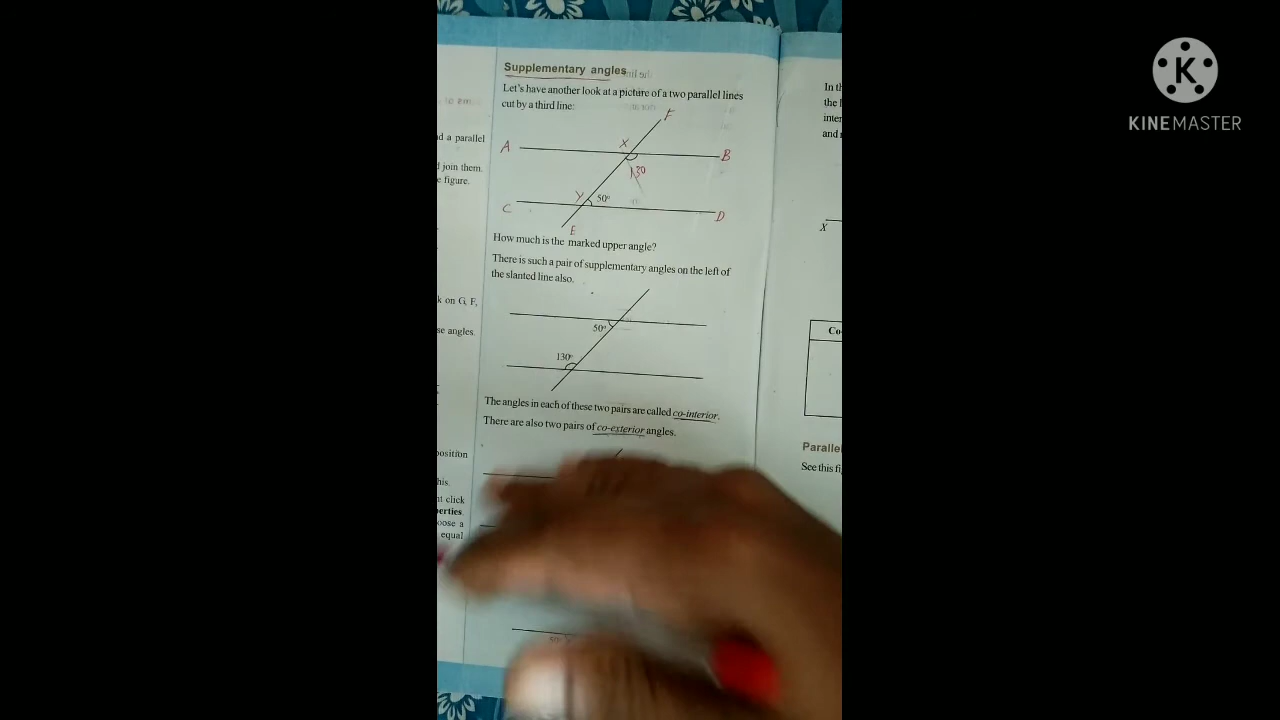 Supplementary angles
Let's have another look at a picture of a two parallel lines
cut by a third line:
F
X
A
B
130
Y
50°
C
D
E
How much is the marked upper angle?
There is such a pair of supplementary angles on the left of
the slanted line also.
50°
130°
The angles in each of these two pairs are called co-interior.
There are also two pairs of co-exterior angles.
to km.
d a parallel
join them.
e figure.
k on G, F,
se angles.
position
his.
click
erties
oose a
equal
In th
the
inter
and
X
Co
Paralle
See this fi
K
KINEMASTER